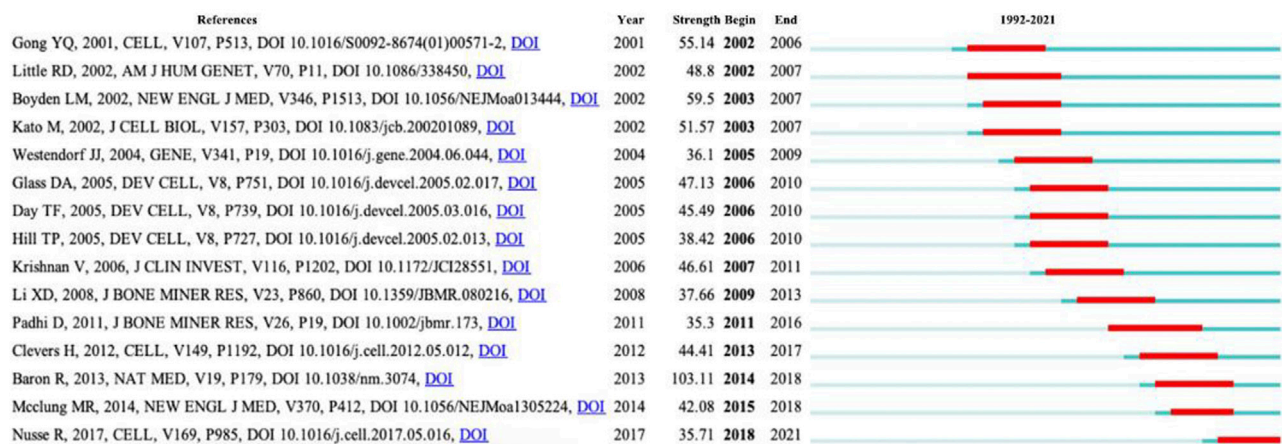 References Year Strength Begin End 1992-2021
Gong YQ, 2001, CELL, V107, P513, DOI 10.1016/S0092-8674(01)00571-2, DOI 2001 55.14 2002 2006
Little RD, 2002, AM J HUM GENET, V70, P11, DOI 10.1086/338450, DOI 2002 48.8 2002 2007
Boyden LM, 2002, NEW ENGL J MED, V346, P1513, DOI 10.1056/NEJMoa013444, DOI 2002 59.5 2003 2007
Kato M, 2002, J CELL BIOL, V157, P303, DOI 10.1083/jcb.200201089, DOI 2002 51.57 2003 2007
Westendorf JJ, 2004, GENE, V341, P19, DOI 10.1016/j.gene.2004.06.044, DOI 2004 36.1 2005 2009
Glass DA, 2005, DEV CELL, V8, P751, DOI 10.1016/j.devcel.2005.02.017, DOI 2005 47.13 2006 2010
Day TF, 2005, DEV CELL, V8, P739, DOI 10.1016/j.devcel.2005.03.016, DOI 2005 45.49 2006 2010
Hill TP, 2005, DEV CELL, V8, P727, DOI 10.1016/j.devcel.2005.02.013, DOI 2005 38.42 2006 2010
Krishnan V, 2006, J CLIN INVEST, V116, P1202, DOI 10.1172/JCI28551, DOI 2006 46.61 2007 2011
Li XD, 2008, J BONE MINER RES, V23, P860, DOI 10.1359/JBMR.080216, DOI 2008 37.66 2009 2013
Padhi D, 2011, J BONE MINER RES, V26, P19, DOI 10.1002/jbmr.173, DOI 2011 35.3 2011 2016
Clevers H, 2012, CELL, V149, P1192, DOI 10.1016/j.cell.2012.05.012, DOI 2012 44.41 2013 2017
Baron R, 2013, NAT MED, V19, P179, DOI 10.1038/nm.3074, DOI 2013 103.11 2014 2018
Mcclung MR, 2014, NEW ENGL J MED, V370, P412, DOI 10.1056/NEJMoa1305224, DOI 2014 42.08 2015 2018
Nusse R, 2017, CELL, V169, P985, DOI 10.1016/j.cell.2017.05.016, DOI 2017 35.71 2018 2021